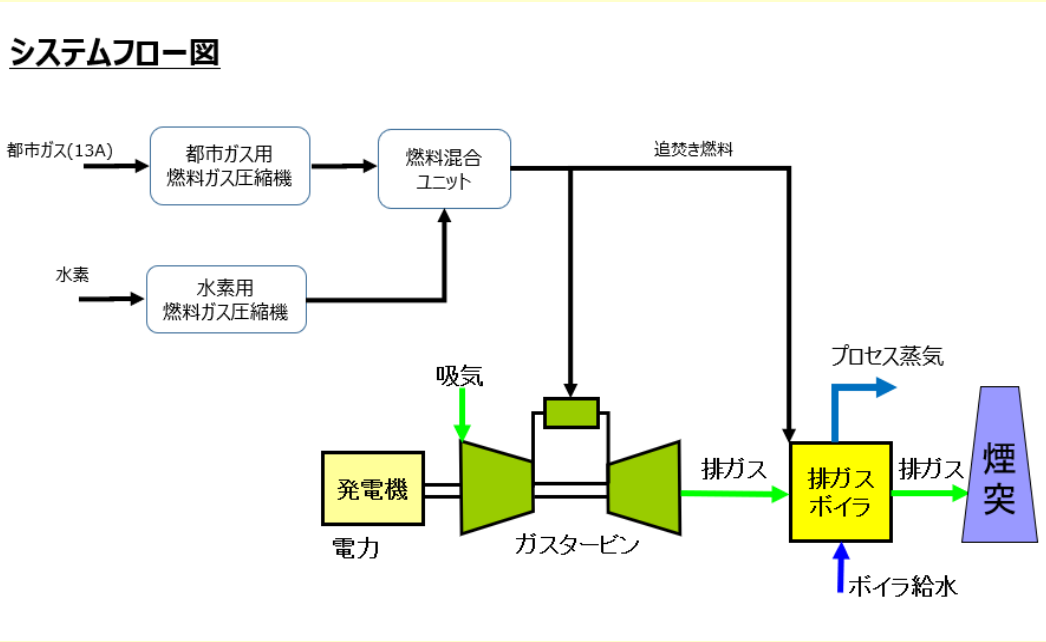 システムフロー図
都市ガス(13A)
都市ガス用
燃料ガス圧縮機
燃料混合
ユニット
追焚き燃料
水素
水素用
燃料ガス圧縮機
プロセス蒸気
吸気
発電機
電力
ガスタービン
排ガス
排ガス
ボイラ
排ガス
煙
突
ボイラ給水